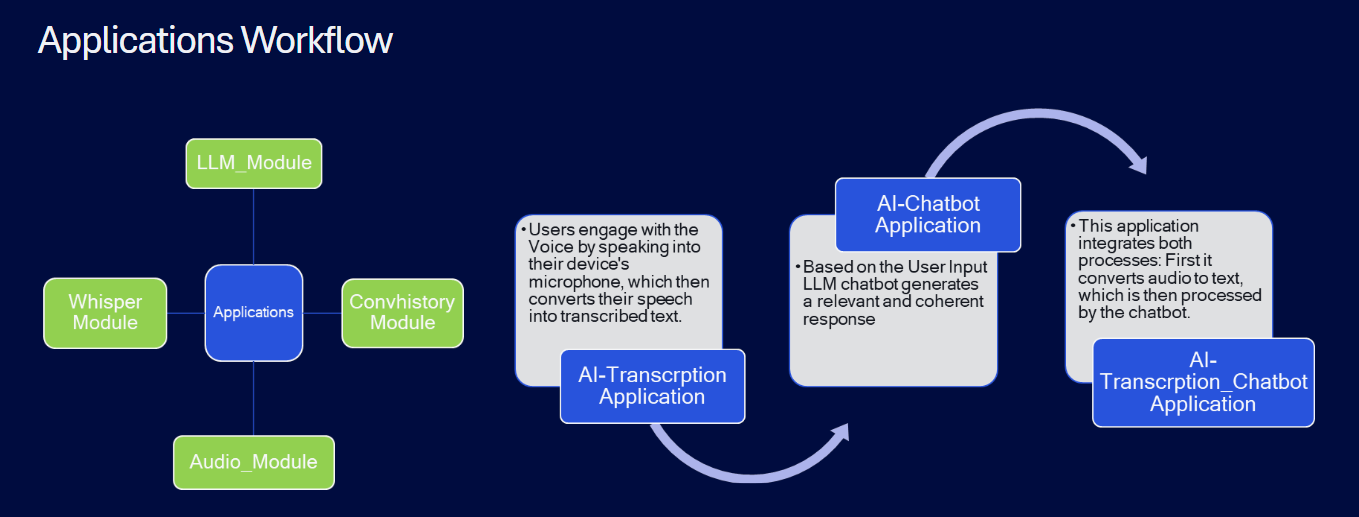 Applications Workflow
LLM_Module
Whisper
Module
Applications
Convhistory
Module
Audio_Module
•Users engage with the
Voice by speaking into
their device's
microphone, which then
converts their speech
into transcribed text.
AI-Transcrption
Application
AI-Chatbot
Application
•Based on the User Input
LLM chatbot generates
a relevant and coherent
response
•This application
integrates both
processes: First it
converts audio to text,
which is then processed
by the chatbot.
AI-
Transcrption_Chatbot
Application